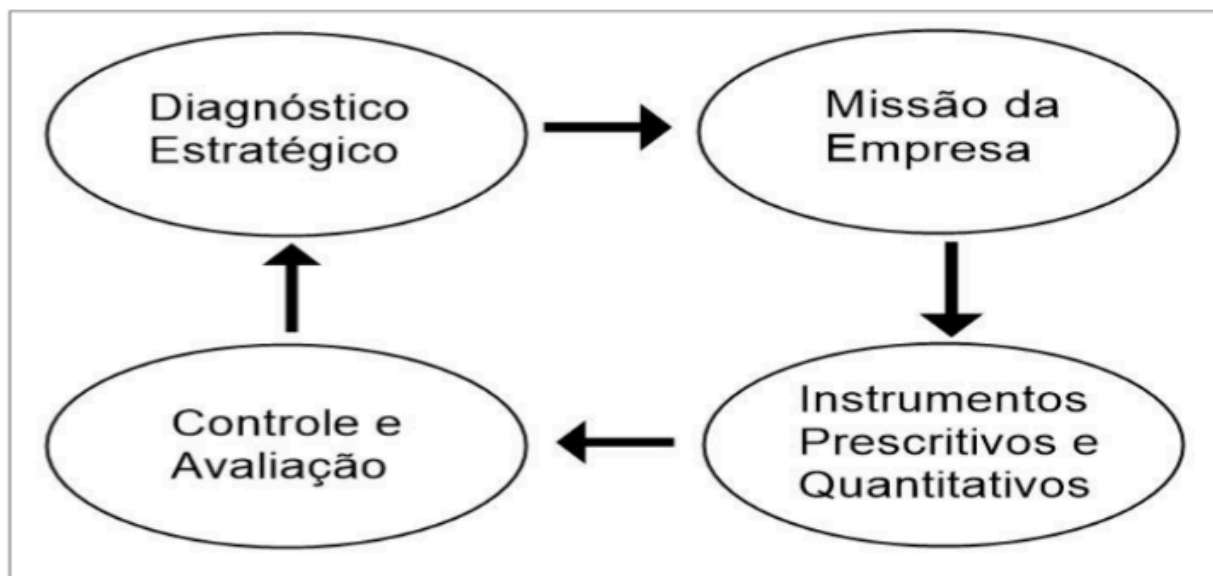 Diagnóstico
Estratégico
Missão da
Empresa
Instrumentos
Prescritivos e
Quantitativos
Controle e
Avaliação